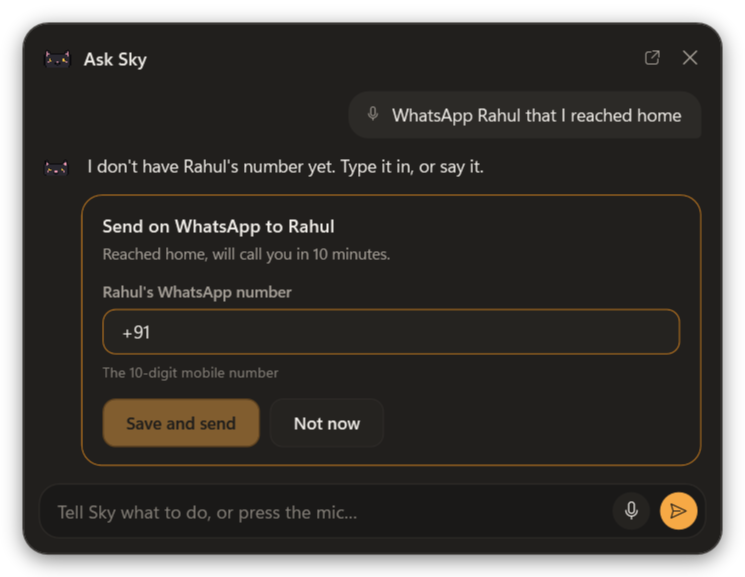 Ask Sky
WhatsApp Rahul that I reached home
I don't have Rahul's number yet. Type it in, or say it.
Send on WhatsApp to Rahul
Reached home, will call you in 10 minutes.
Rahul's WhatsApp number
+91
The 10-digit mobile number
Save and send
Not now
Tell Sky what to do, or press the mic...